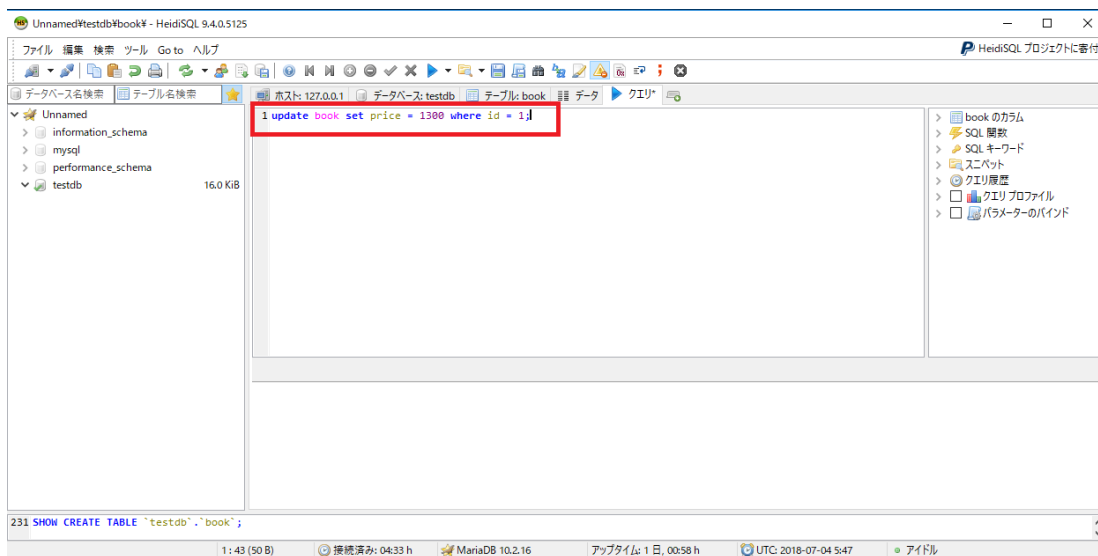 Unnamed¥testdb¥book¥ - HeidiSQL 9.4.0.5125
ファイル 編集 検索 ツール Go to ヘルプ
HeidiSQL プロジェクトに寄付
データベース名検索 テーブル名検索 ホスト: 127.0.0.1 データベース: testdb テーブル: book データ クエリ*
Unnamed
information_schema
mysql
performance_schema
testdb 16.0 KiB
1 update book set price = 1300 where id = 1;
book のカラム
SQL 関数
SQL キーワード
スニペット
クエリ履歴
クエリ プロファイル
パラメーターのバインド
231 SHOW CREATE TABLE `testdb`.`book`;
1 : 43 (50 B) 接続済み: 04:33 h MariaDB 10.2.16 アップタイム: 1 日, 00:58 h UTC: 2018-07-04 5:47 アイドル